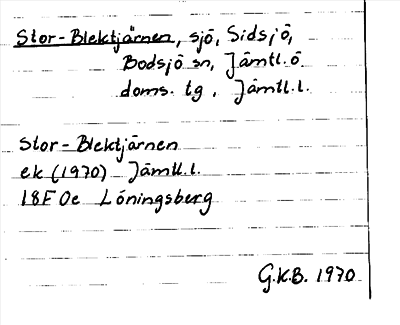 Stor-Blektjärnen, sjö, Sidsjö,
Bodsjö sn, Jämtl. ö
doms. tg, Jämtl. l.
Stor-Blektjärnen
ek (1970) Jämtl. l.
18F 0e Löningsberg
G.K.B. 1970